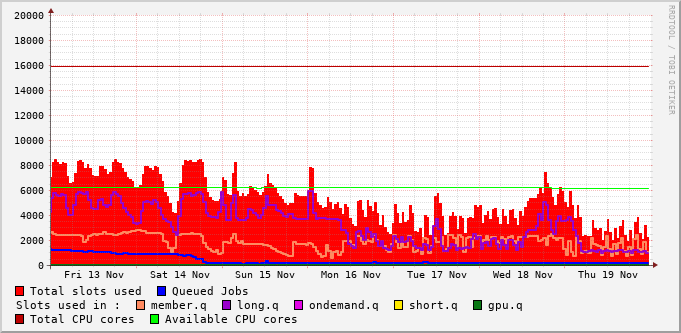 20000
18000
16000
14000
12000
10000
8000
6000
4000
2000
0
Fri 13 Nov Sat 14 Nov Sun 15 Nov Mon 16 Nov Tue 17 Nov Wed 18 Nov Thu 19 Nov
Total slots used Queued Jobs
Slots used in : member.q long.q ondemand.q short.q gpu.q
Total CPU cores Available CPU cores
RRDTOOL / TOBI OETIKER